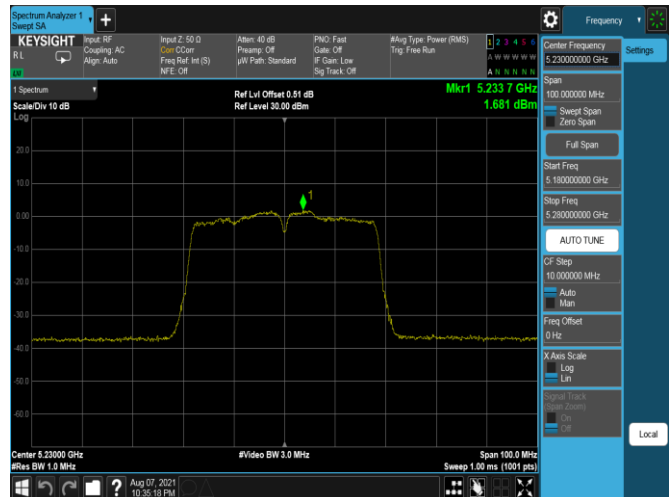 Spectrum Analyzer 1
Swept SA
+
Frequency
KEYSIGHT
R L
LW
Input: RF
Coupling: AC
Align: Auto
Input Z: 50 Ω
Corr CCorr
Freq Ref: Int (S)
NFE: Off
Atten: 40 dB
Preamp: Off
µW Path: Standard
PNO: Fast
Gate: Off
IF Gain: Low
Sig Track: Off
#Avg Type: Power (RMS)
Trig: Free Run
1 2 3 4 5 6
A W W W W W
A N N N N N
1 Spectrum
Scale/Div 10 dB
Log
Ref Lvl Offset 0.51 dB
Ref Level 30.00 dBm
Mkr1 5.233 7 GHz
1.681 dBm
20.0
10.0
0.00
-10.0
-20.0
-30.0
-40.0
-50.0
-60.0
1
Center 5.23000 GHz
#Res BW 1.0 MHz
#Video BW 3.0 MHz
Span 100.0 MHz
Sweep 1.00 ms (1001 pts)
?
Aug 07, 2021
10:35:18 PM
Center Frequency
5.230000000 GHz
Settings
Span
100.000000 MHz
Swept Span
Zero Span
Full Span
Start Freq
5.180000000 GHz
Stop Freq
5.280000000 GHz
AUTO TUNE
CF Step
10.000000 MHz
Auto
Man
Freq Offset
0 Hz
X Axis Scale
Log
Lin
Signal Track
(Span Zoom)
On
Off
Local